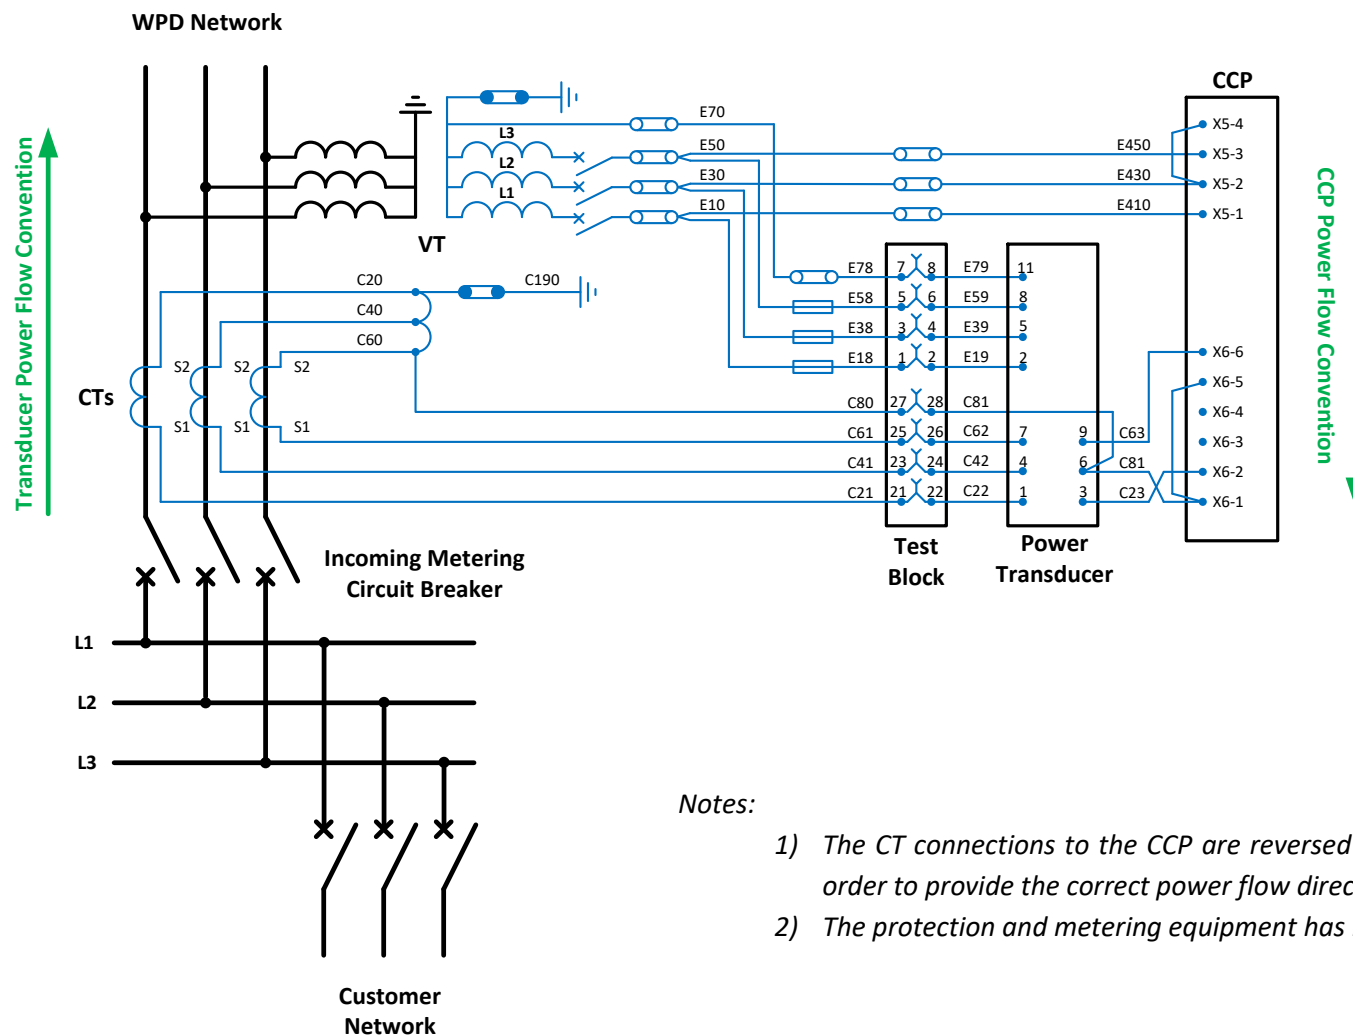 WPD Network
CCP
Transducer Power Flow Convention
CCP Power Flow Convention
E70
X5-4
L3
E50
E450
X5-3
L2
E30
E430
X5-2
L1
E10
E410
X5-1
VT
E78
7
8
E79
11
C20
C190
E58
5
6
E59
8
C40
E38
3
4
E39
5
C60
E18
1
2
E19
2
X6-6
S2
S2
S2
X6-5
CTs
C80
27
28
C81
X6-4
S1
S1
S1
C61
25
26
C62
7
9
C63
X6-3
C41
23
24
C42
4
6
C81
X6-2
C21
21
22
C22
1
3
C23
X6-1
Test
Block
Power
Transducer
Incoming Metering
Circuit Breaker
L1
L2
L3
Notes:
1) The CT connections to the CCP are reversed
order to provide the correct power flow direc
2) The protection and metering equipment has
Customer
Network